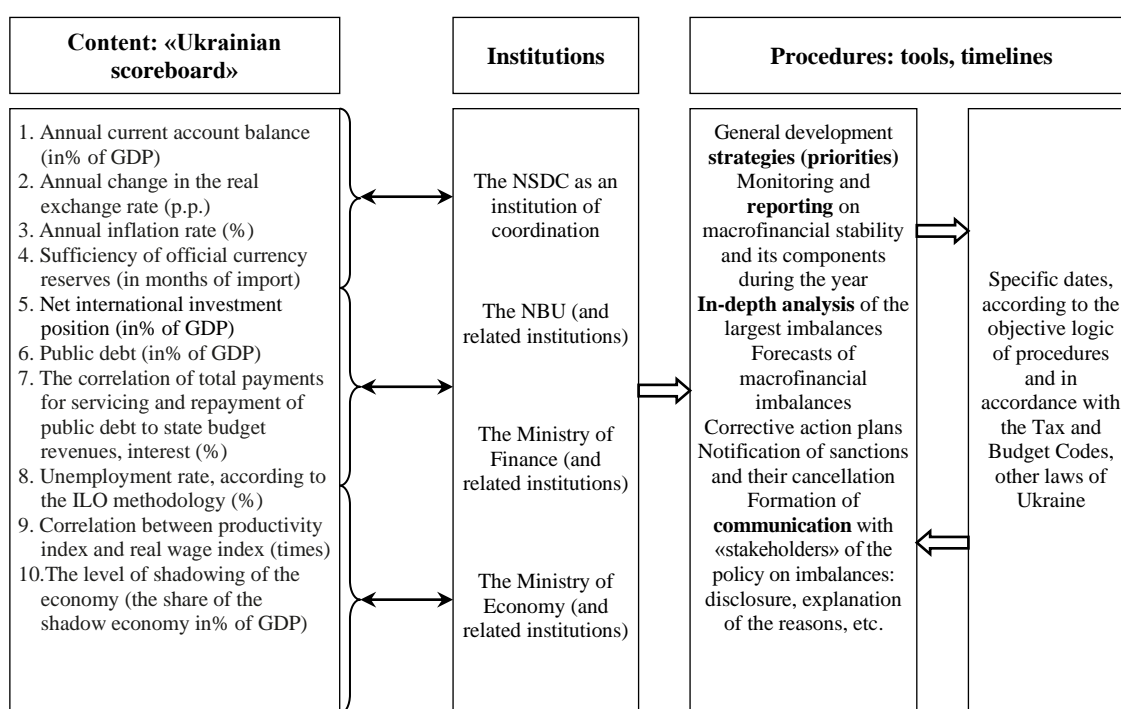 Content: «Ukrainian
scoreboard»
Institutions
Procedures: tools, timelines
1. Annual current account balance
(in% of GDP)
2. Annual change in the real
exchange rate (p.p.)
3. Annual inflation rate (%)
4. Sufficiency of official currency
reserves (in months of import)
5. Net international investment
position (in% of GDP)
6. Public debt (in% of GDP)
7. The correlation of total payments
for servicing and repayment of
public debt to state budget
revenues, interest (%)
8. Unemployment rate, according to
the ILO methodology (%)
9. Correlation between productivity
index and real wage index (times)
10.The level of shadowing of the
economy (the share of the
shadow economy in% of GDP)
The NSDC as an
institution of
coordination
The NBU (and
related institutions)
The Ministry of
Finance (and
related institutions)
The Ministry of
Economy (and
related institutions)
General development
strategies (priorities)
Monitoring and
reporting on
macrofinancial stability
and its components
during the year
In-depth analysis of the
largest imbalances
Forecasts of
macrofinancial
imbalances
Corrective action plans
Notification of sanctions
and their cancellation
Formation of
communication with
«stakeholders» of the
policy on imbalances:
disclosure, explanation
of the reasons, etc.
Specific dates,
according to the
objective logic
of procedures
and in
accordance with
the Tax and
Budget Codes,
other laws of
Ukraine